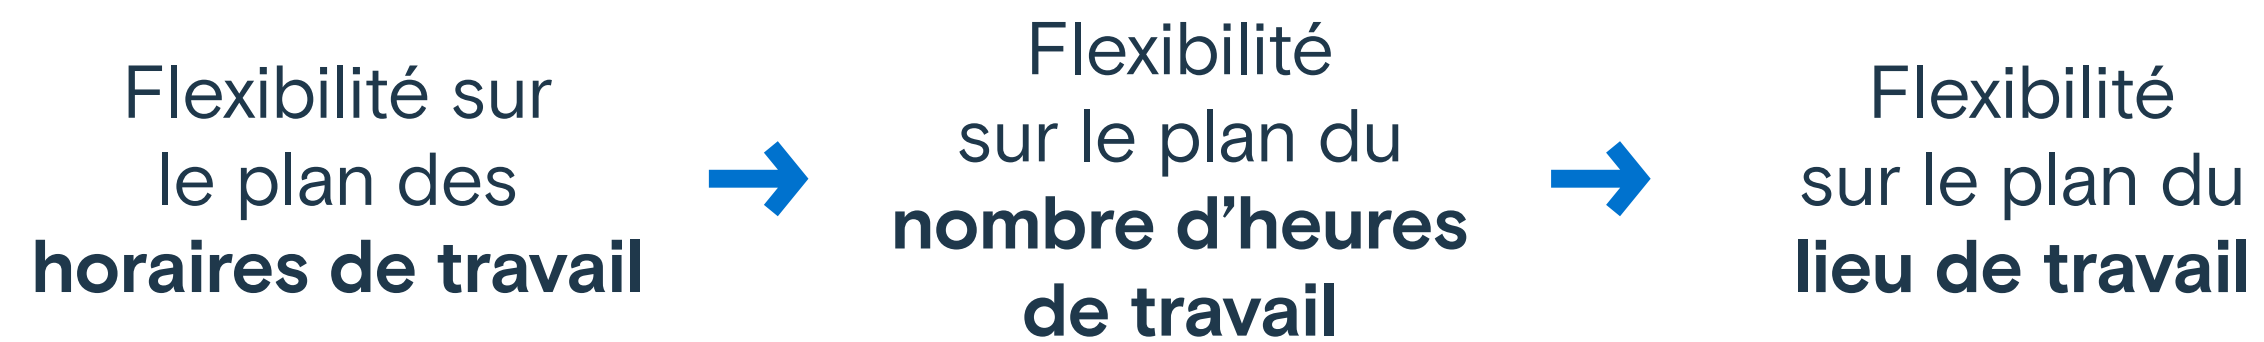 Flexibilité sur
le plan des
horaires de travail
Flexibilité
sur le plan du
nombre d’heures
de travail
Flexibilité
sur le plan du
lieu de travail